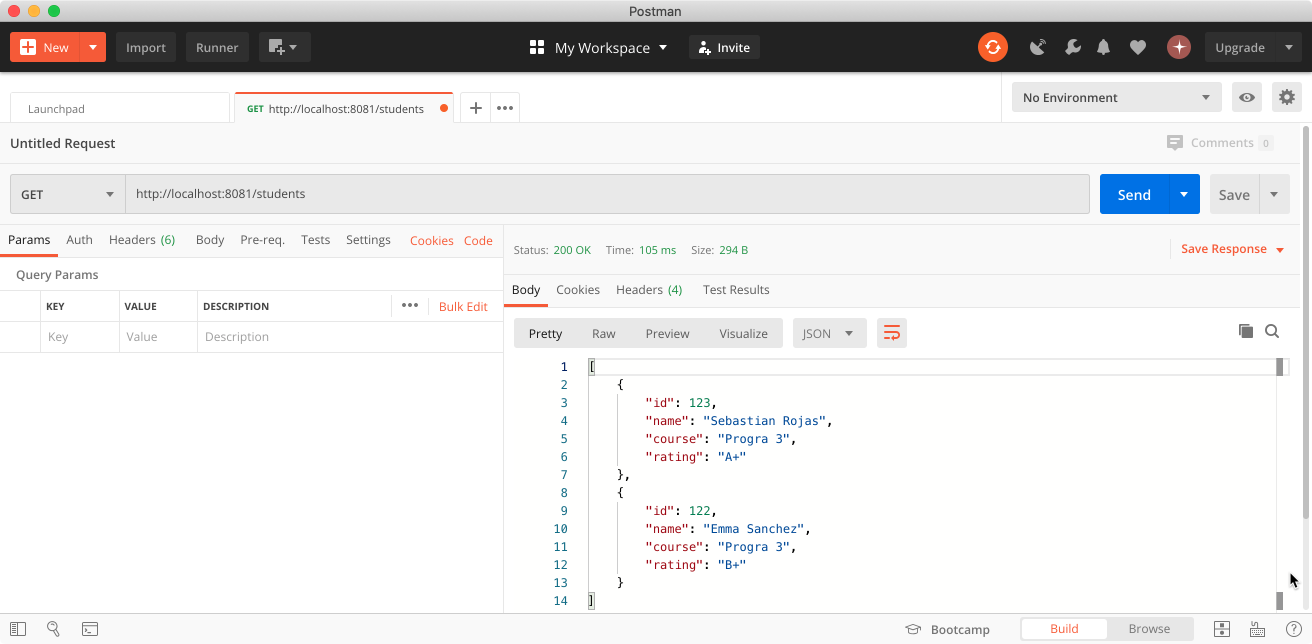 Postman
New Import Runner My Workspace Invite Upgrade
Launchpad GET http://localhost:8081/students + ••• No Environment
Untitled Request Comments 0
GET http://localhost:8081/students Send Save
Params Auth Headers (6) Body Pre-req. Tests Settings Cookies Code
Status: 200 OK Time: 105 ms Size: 294 B Save Response
Query Params
KEY VALUE DESCRIPTION ••• Bulk Edit
Key Value Description
Body Cookies Headers (4) Test Results
Pretty Raw Preview Visualize JSON
1 [
2 {
3 "id": 123,
4 "name": "Sebastian Rojas",
5 "course": "Progra 3",
6 "rating": "A+"
7 },
8 {
9 "id": 122,
10 "name": "Emma Sanchez",
11 "course": "Progra 3",
12 "rating": "B+"
13 }
14 ]
Bootcamp Build Browse ?